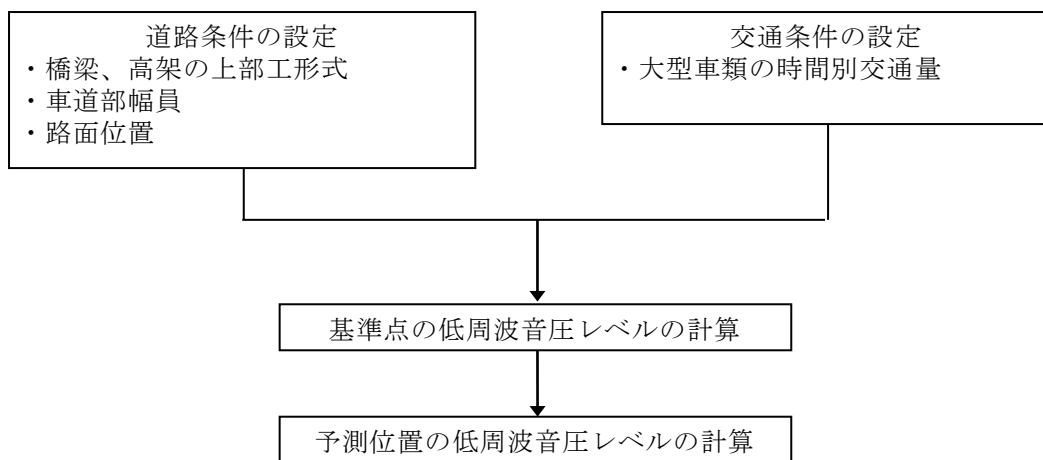 道路条件の設定
・橋梁、高架の上部工形式
・車道部幅員
・路面位置
交通条件の設定
・大型車類の時間別交通量
基準点の低周波音圧レベルの計算
予測位置の低周波音圧レベルの計算